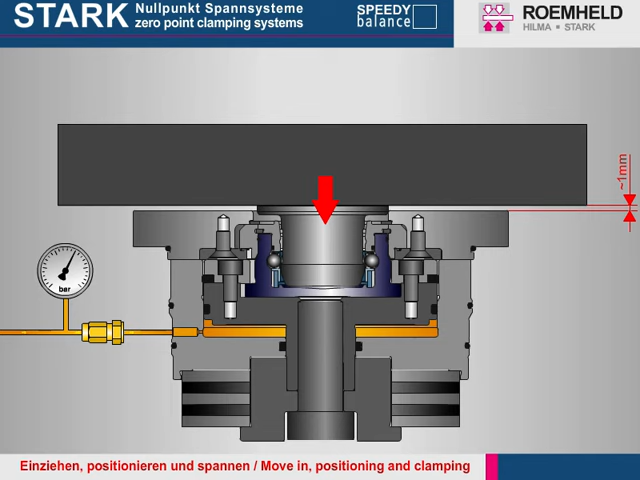 STARK Nullpunkt Spannsysteme
zero point clamping systems
SPEEDY
balance
ROEMHELD
HILMA ▪ STARK
~1mm
bar
Einziehen, positionieren und spannen / Move in, positioning and clamping